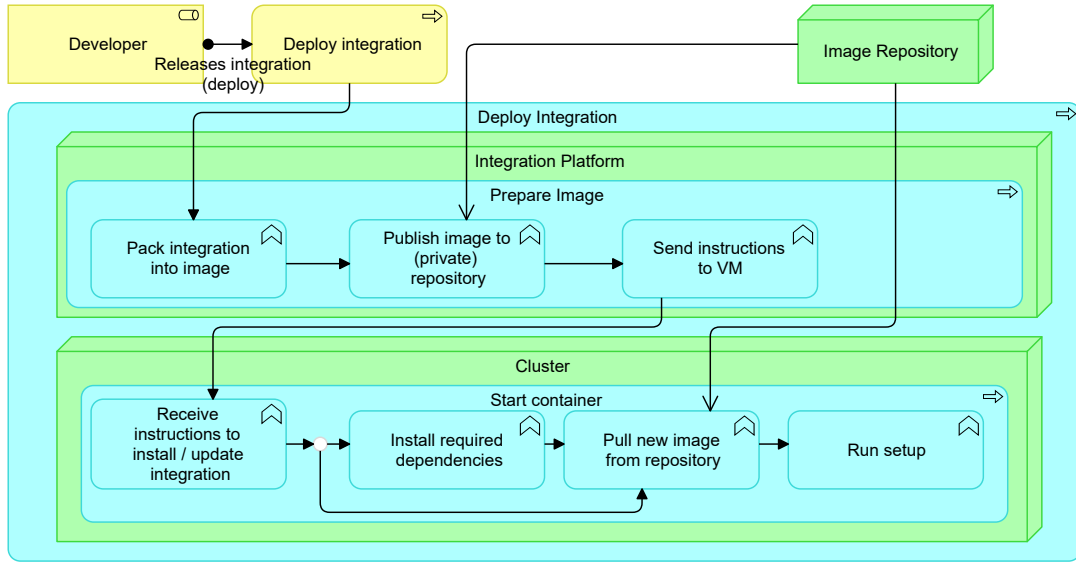 Developer
Deploy integration
Releases integration
(deploy)
Image Repository
Deploy Integration
Integration Platform
Prepare Image
Pack integration
into image
Publish image to
(private)
repository
Send instructions
to VM
Cluster
Start container
Receive
instructions to
install / update
integration
Install required
dependencies
Pull new image
from repository
Run setup